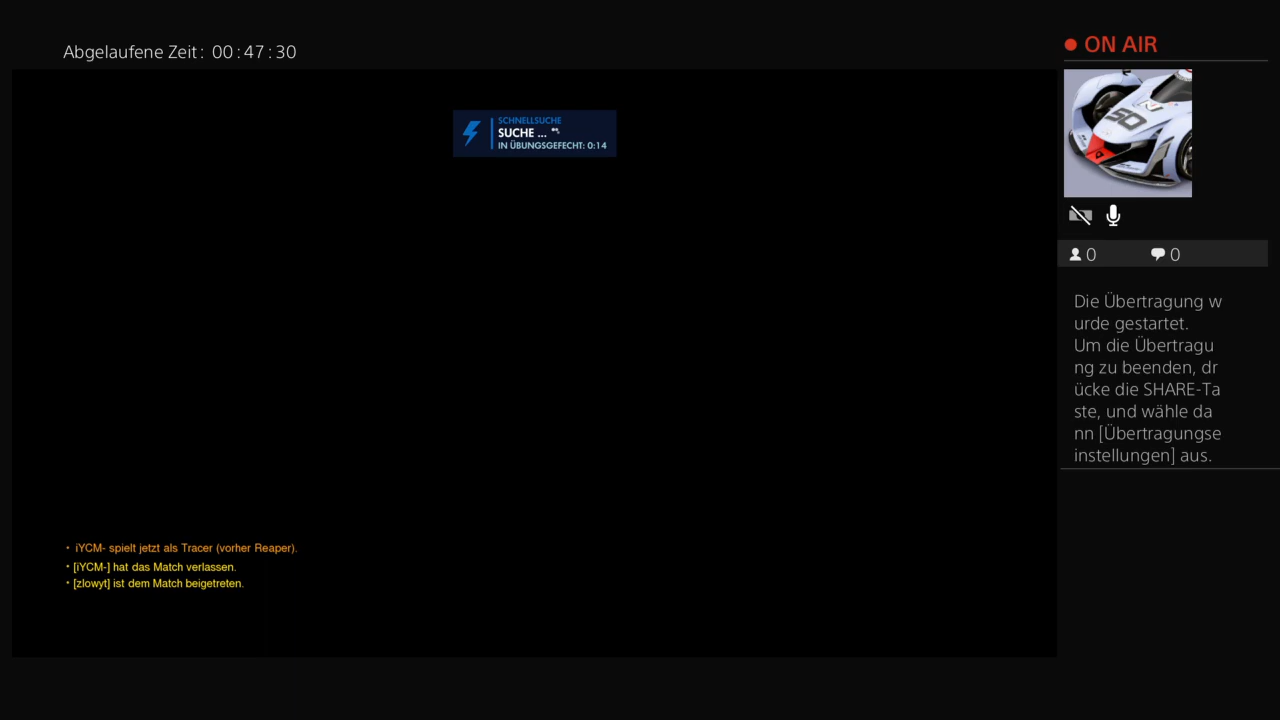 Abgelaufene Zeit: 00:47:30
ON AIR
SCHNELLSUCHE
SUCHE ...
IN ÜBUNGSGEFECHT: 0:14
50
0
0
Die Übertragung w
urde gestartet.
Um die Übertragu
ng zu beenden, dr
ücke die SHARE-Ta
ste, und wähle da
nn [Übertragungse
instellungen] aus.
• iYCM- spielt jetzt als Tracer (vorher Reaper).
• [iYCM-] hat das Match verlassen.
• [zlowyt] ist dem Match beigetreten.